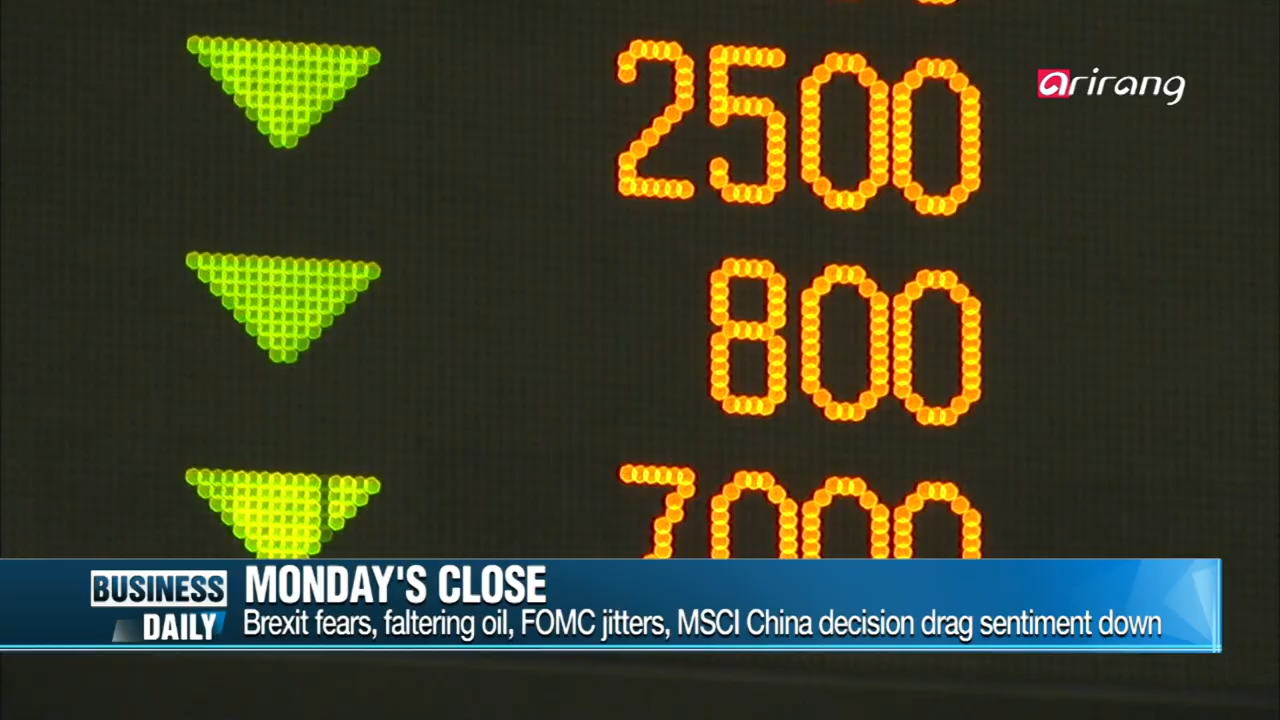 arirang
2500
800
7000
BUSINESS
DAILY
MONDAY'S CLOSE
Brexit fears, faltering oil, FOMC jitters, MSCI China decision drag sentiment down